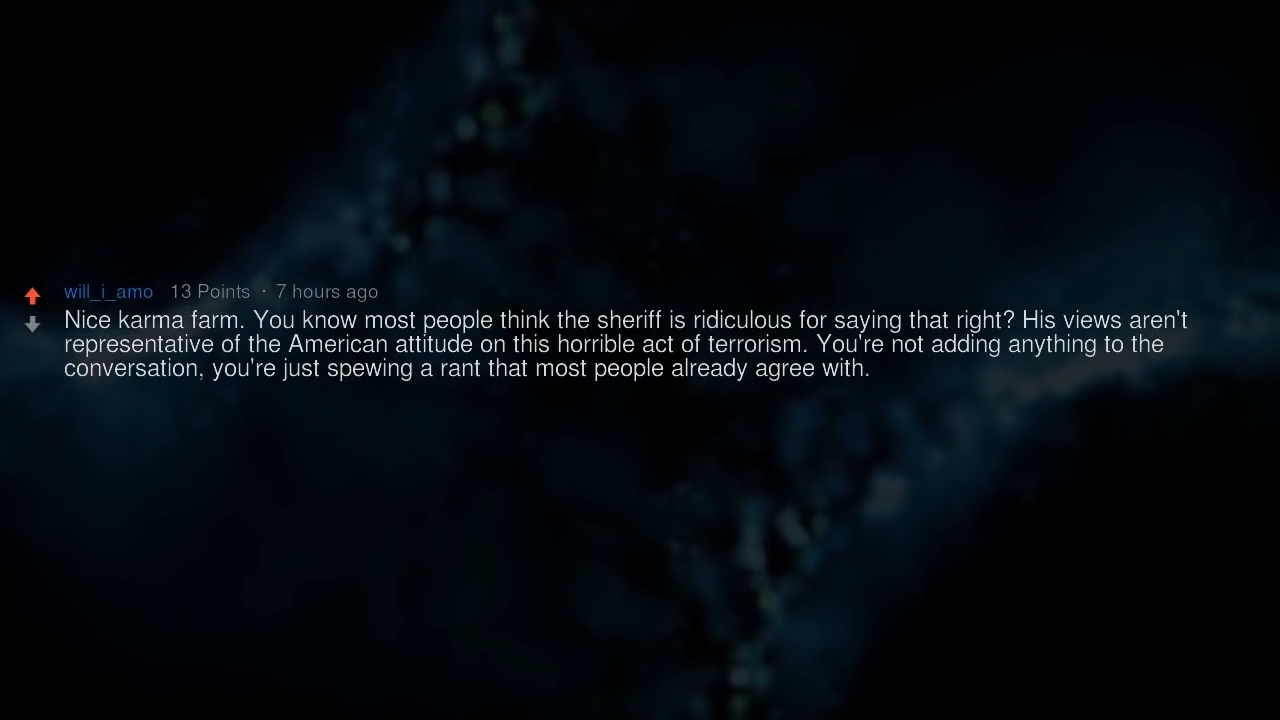 will_i_amo 13 Points · 7 hours ago
Nice karma farm. You know most people think the sheriff is ridiculous for saying that right? His views aren't
representative of the American attitude on this horrible act of terrorism. You're not adding anything to the
conversation, you're just spewing a rant that most people already agree with.